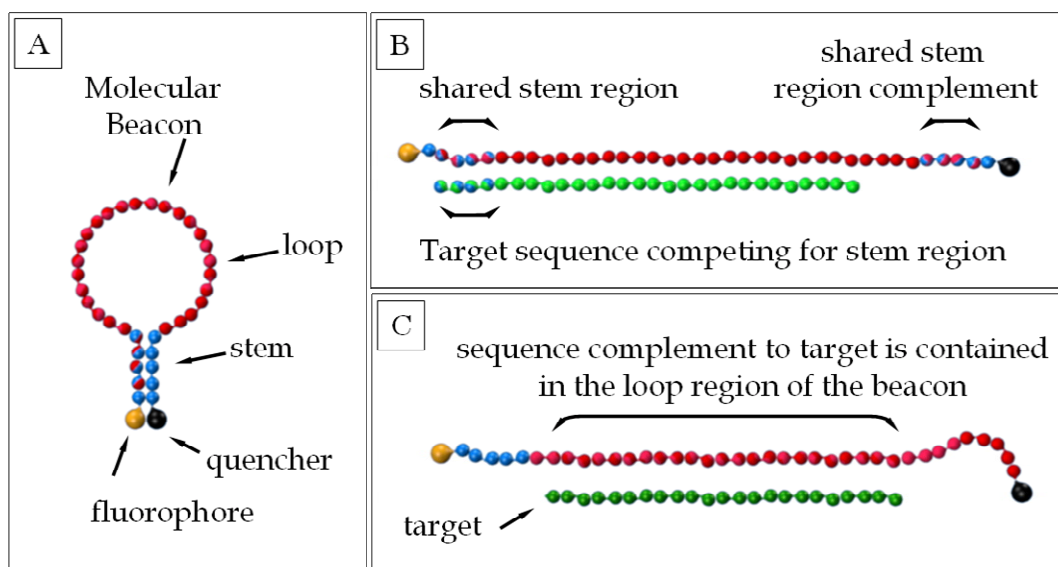 A
Molecular
Beacon
loop
stem
quencher
fluorophore
B
shared stem region
shared stem
region complement
Target sequence competing for stem region
C
sequence complement to target is contained
in the loop region of the beacon
target